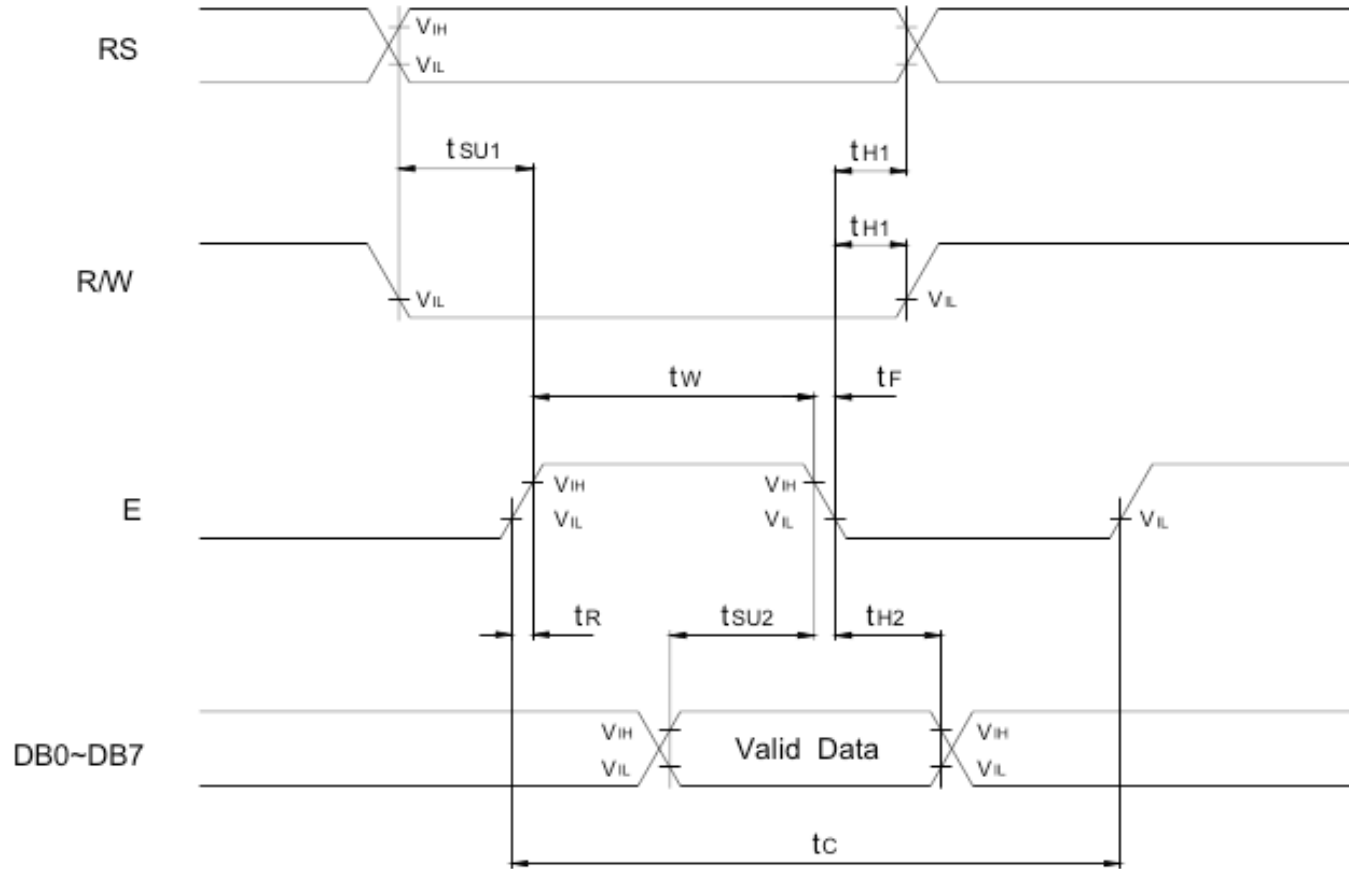 RS
VIH
VIL
tSU1
tH1
R/W
tH1
VIL
VIL
tW
tF
E
VIH
VIH
VIL
VIL
VIL
tR
tSU2
tH2
DB0~DB7
VIH
Valid Data
VIH
VIL
VIL
tC